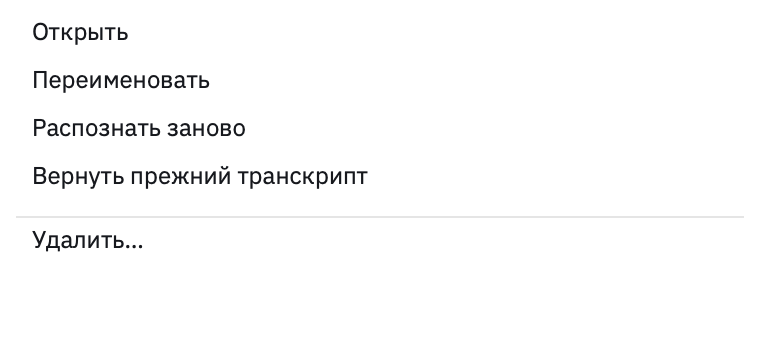 Открыть
Переименовать
Распознать заново
Вернуть прежний транскрипт
Удалить...